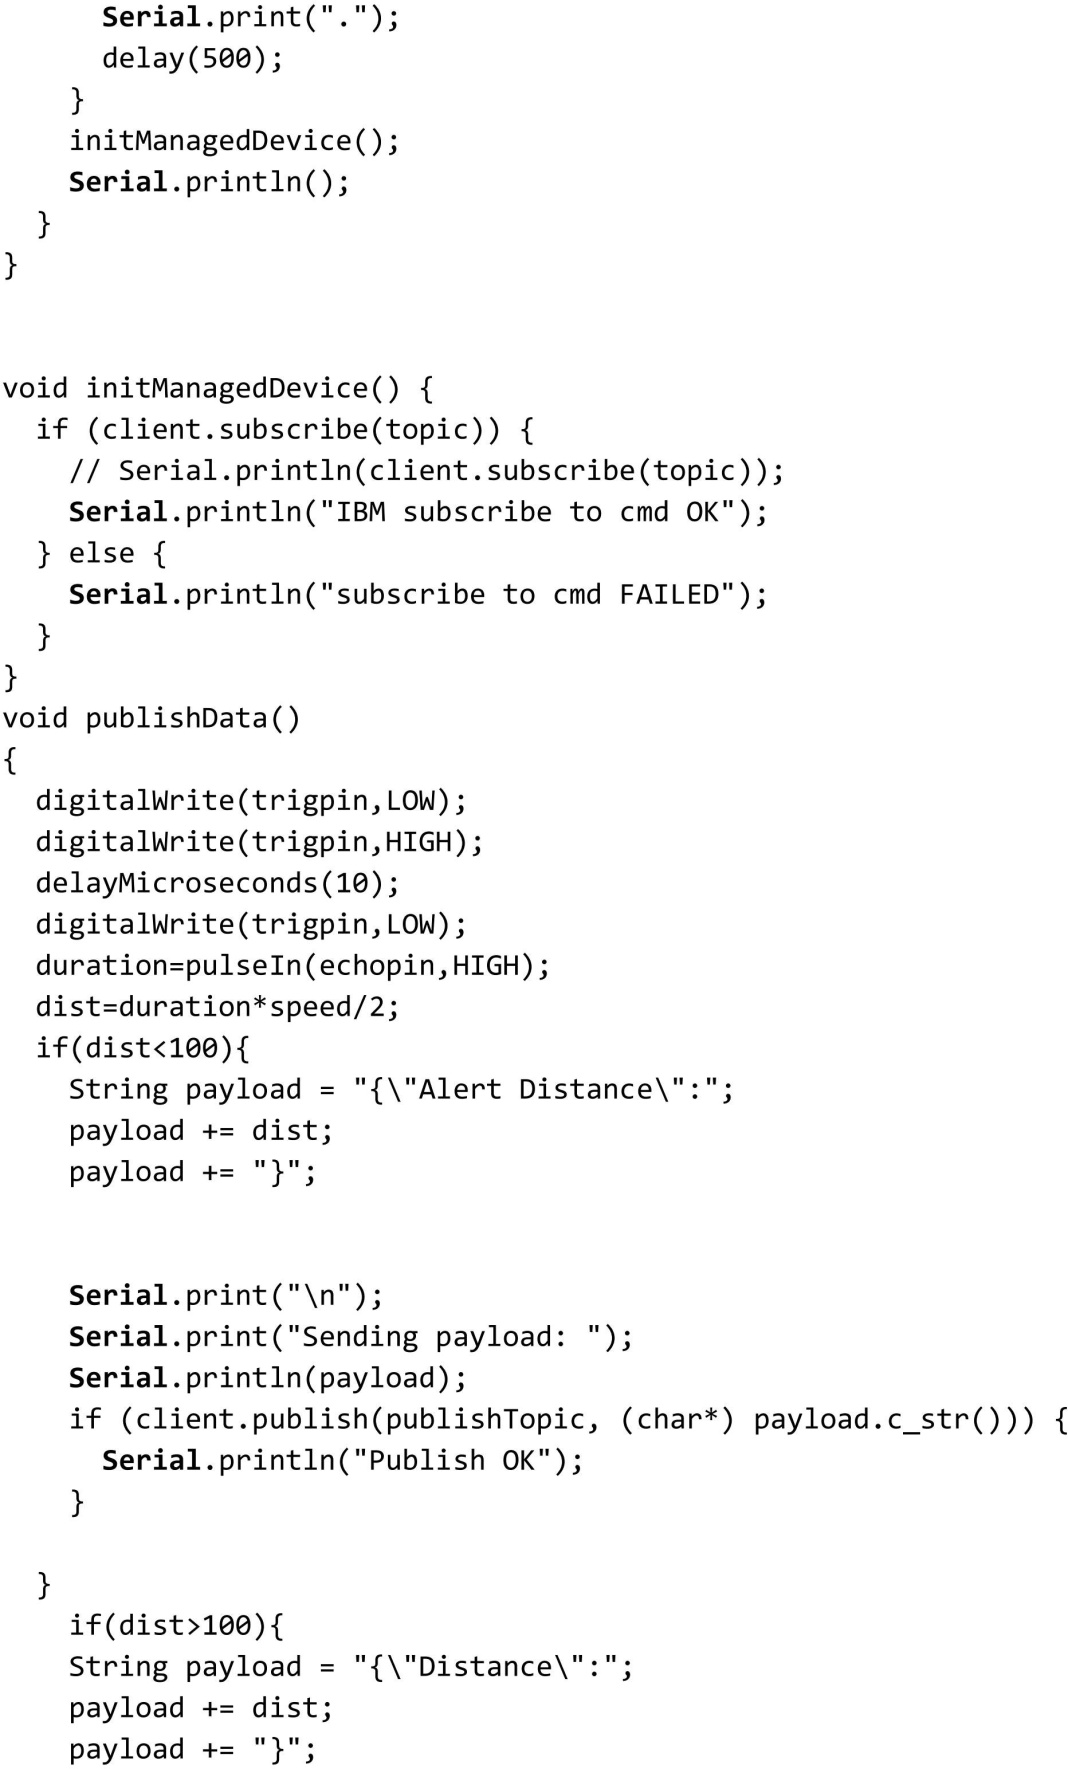 Serial.print(".");
      delay(500);
    }
    initManagedDevice();
    Serial.println();
  }
}
void initManagedDevice() {
  if (client.subscribe(topic)) {
    // Serial.println(client.subscribe(topic));
    Serial.println("IBM subscribe to cmd OK");
  } else {
    Serial.println("subscribe to cmd FAILED");
  }
}
void publishData()
{
  digitalWrite(trigpin,LOW);
  digitalWrite(trigpin,HIGH);
  delayMicroseconds(10);
  digitalWrite(trigpin,LOW);
  duration=pulseIn(echopin,HIGH);
  dist=duration*speed/2;
  if(dist<100){
    String payload = "{\"Alert Distance\":";
    payload += dist;
    payload += "}";
    Serial.print("\n");
    Serial.print("Sending payload: ");
    Serial.println(payload);
    if (client.publish(publishTopic, (char*) payload.c_str())) {
      Serial.println("Publish OK");
    }
  }
    if(dist>100){
    String payload = "{\"Distance\":";
    payload += dist;
    payload += "}";